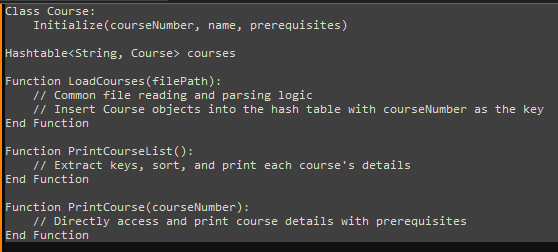 Class Course:
    Initialize(courseNumber, name, prerequisites)
Hashtable<String, Course> courses
Function LoadCourses(filePath):
    // Common file reading and parsing logic
    // Insert Course objects into the hash table with courseNumber as the key
End Function
Function PrintCourseList():
    // Extract keys, sort, and print each course's details
End Function
Function PrintCourse(courseNumber):
    // Directly access and print course details with prerequisites
End Function